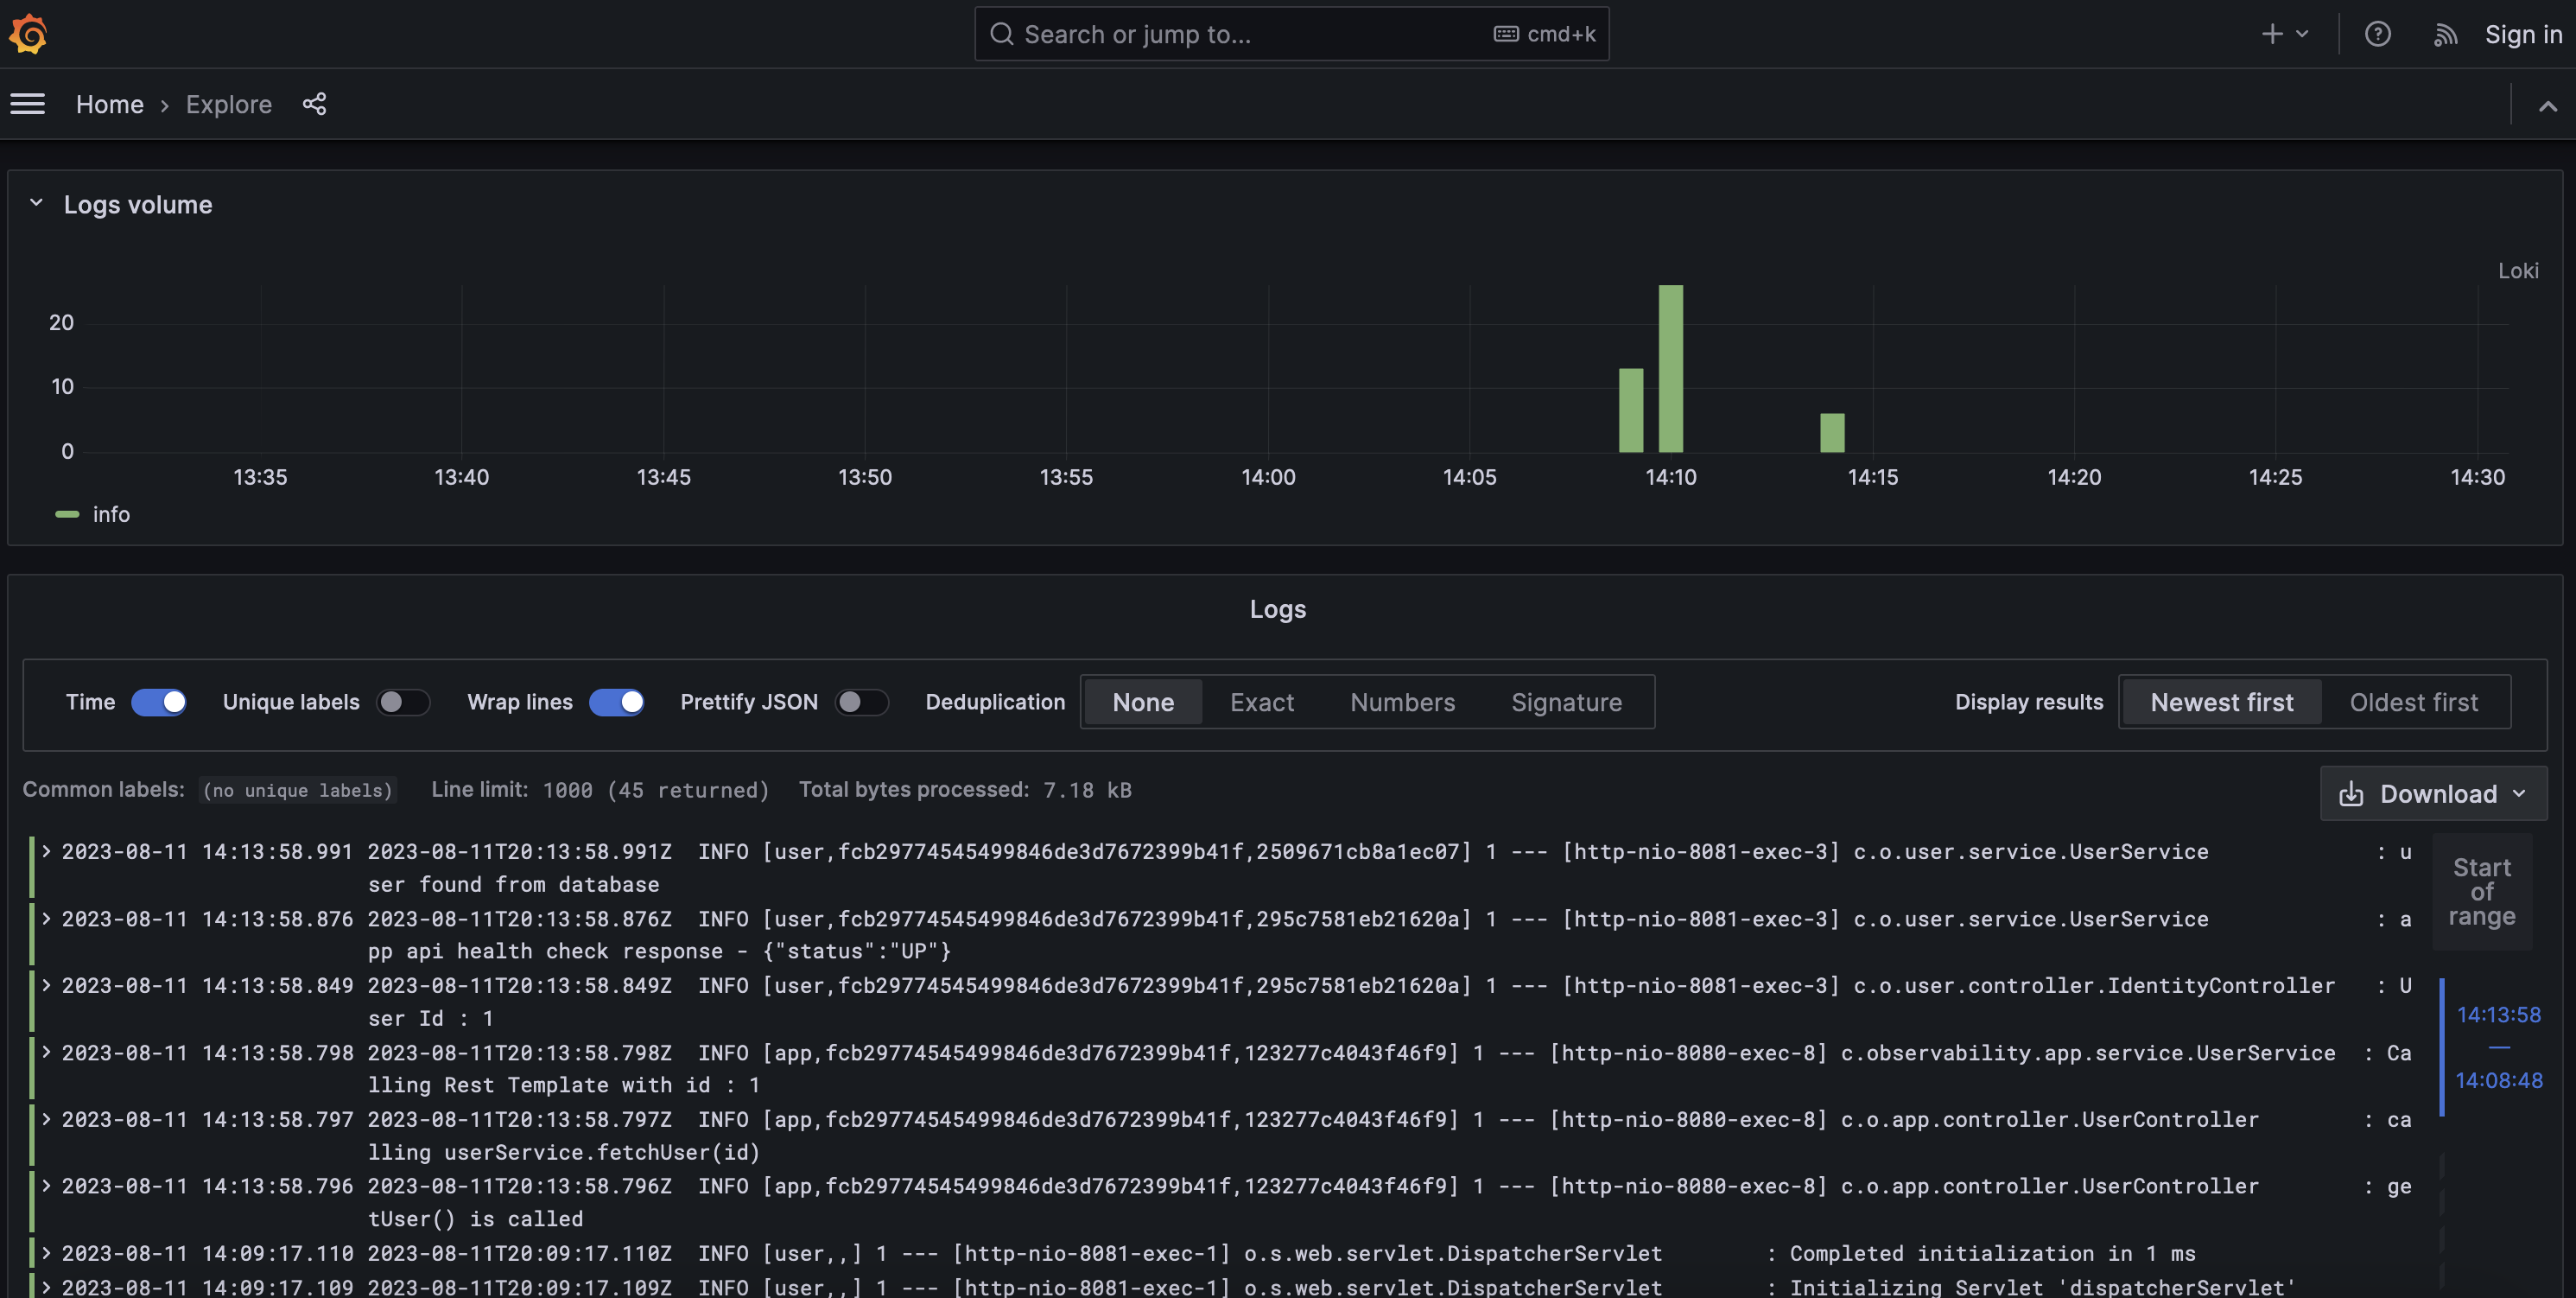 Search or jump to... cmd+k Sign in
Home › Explore
Logs volume
Loki
20
10
0
13:35 13:40 13:45 13:50 13:55 14:00 14:05 14:10 14:15 14:20 14:25 14:30
info
Logs
Time Unique labels Wrap lines Prettify JSON Deduplication None Exact Numbers Signature Display results Newest first Oldest first
Common labels: (no unique labels) Line limit: 1000 (45 returned) Total bytes processed: 7.18 kB Download
2023-08-11 14:13:58.991 2023-08-11T20:13:58.991Z  INFO [user,fcb29774545499846de3d7672399b41f,2509671cb8a1ec07] 1 --- [http-nio-8081-exec-3] c.o.user.service.UserService : u
ser found from database
2023-08-11 14:13:58.876 2023-08-11T20:13:58.876Z  INFO [user,fcb29774545499846de3d7672399b41f,295c7581eb21620a] 1 --- [http-nio-8081-exec-3] c.o.user.service.UserService : a
pp api health check response - {"status":"UP"}
2023-08-11 14:13:58.849 2023-08-11T20:13:58.849Z  INFO [user,fcb29774545499846de3d7672399b41f,295c7581eb21620a] 1 --- [http-nio-8081-exec-3] c.o.user.controller.IdentityController : U
ser Id : 1
2023-08-11 14:13:58.798 2023-08-11T20:13:58.798Z  INFO [app,fcb29774545499846de3d7672399b41f,123277c4043f46f9] 1 --- [http-nio-8080-exec-8] c.observability.app.service.UserService : Ca
lling Rest Template with id : 1
2023-08-11 14:13:58.797 2023-08-11T20:13:58.797Z  INFO [app,fcb29774545499846de3d7672399b41f,123277c4043f46f9] 1 --- [http-nio-8080-exec-8] c.o.app.controller.UserController : ca
lling userService.fetchUser(id)
2023-08-11 14:13:58.796 2023-08-11T20:13:58.796Z  INFO [app,fcb29774545499846de3d7672399b41f,123277c4043f46f9] 1 --- [http-nio-8080-exec-8] c.o.app.controller.UserController : ge
tUser() is called
2023-08-11 14:09:17.110 2023-08-11T20:09:17.110Z  INFO [user,,] 1 --- [http-nio-8081-exec-1] o.s.web.servlet.DispatcherServlet : Completed initialization in 1 ms
2023-08-11 14:09:17.109 2023-08-11T20:09:17.109Z  INFO [user,,] 1 --- [http-nio-8081-exec-1] o.s.web.servlet.DispatcherServlet : Initializing Servlet 'dispatcherServlet'
Start
of
range
14:13:58
—
14:08:48